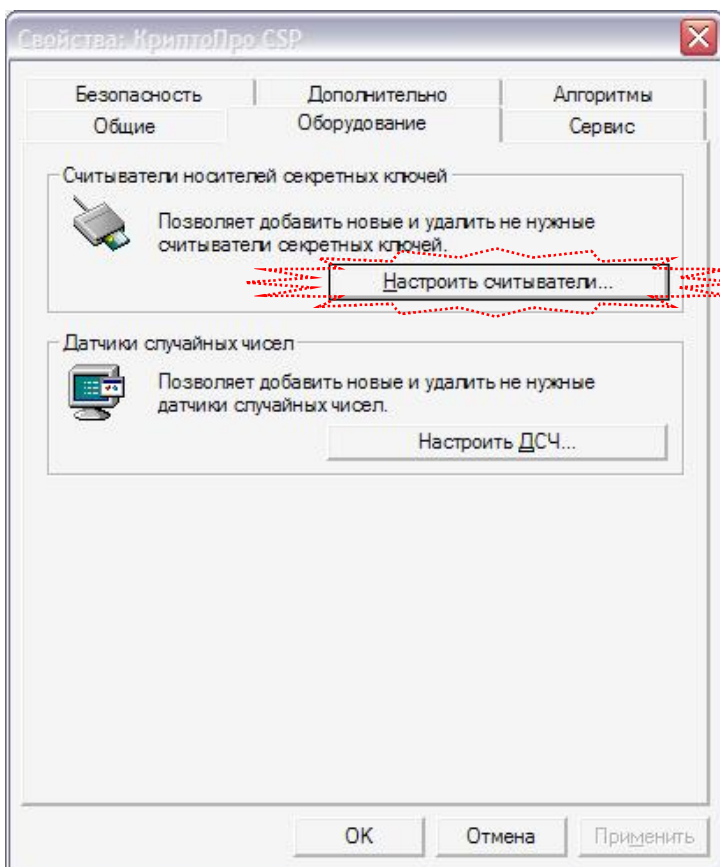 Свойства: КриптоПро CSP
Безопасность Дополнительно Алгоритмы
Общие Оборудование Сервис
Считыватели носителей секретных ключей
Позволяет добавить новые и удалить не нужные
считыватели секретных ключей.
Настроить считыватели...
Датчики случайных чисел
Позволяет добавить новые и удалить не нужные
датчики случайных чисел.
Настроить ДСЧ...
OK Отмена Применить